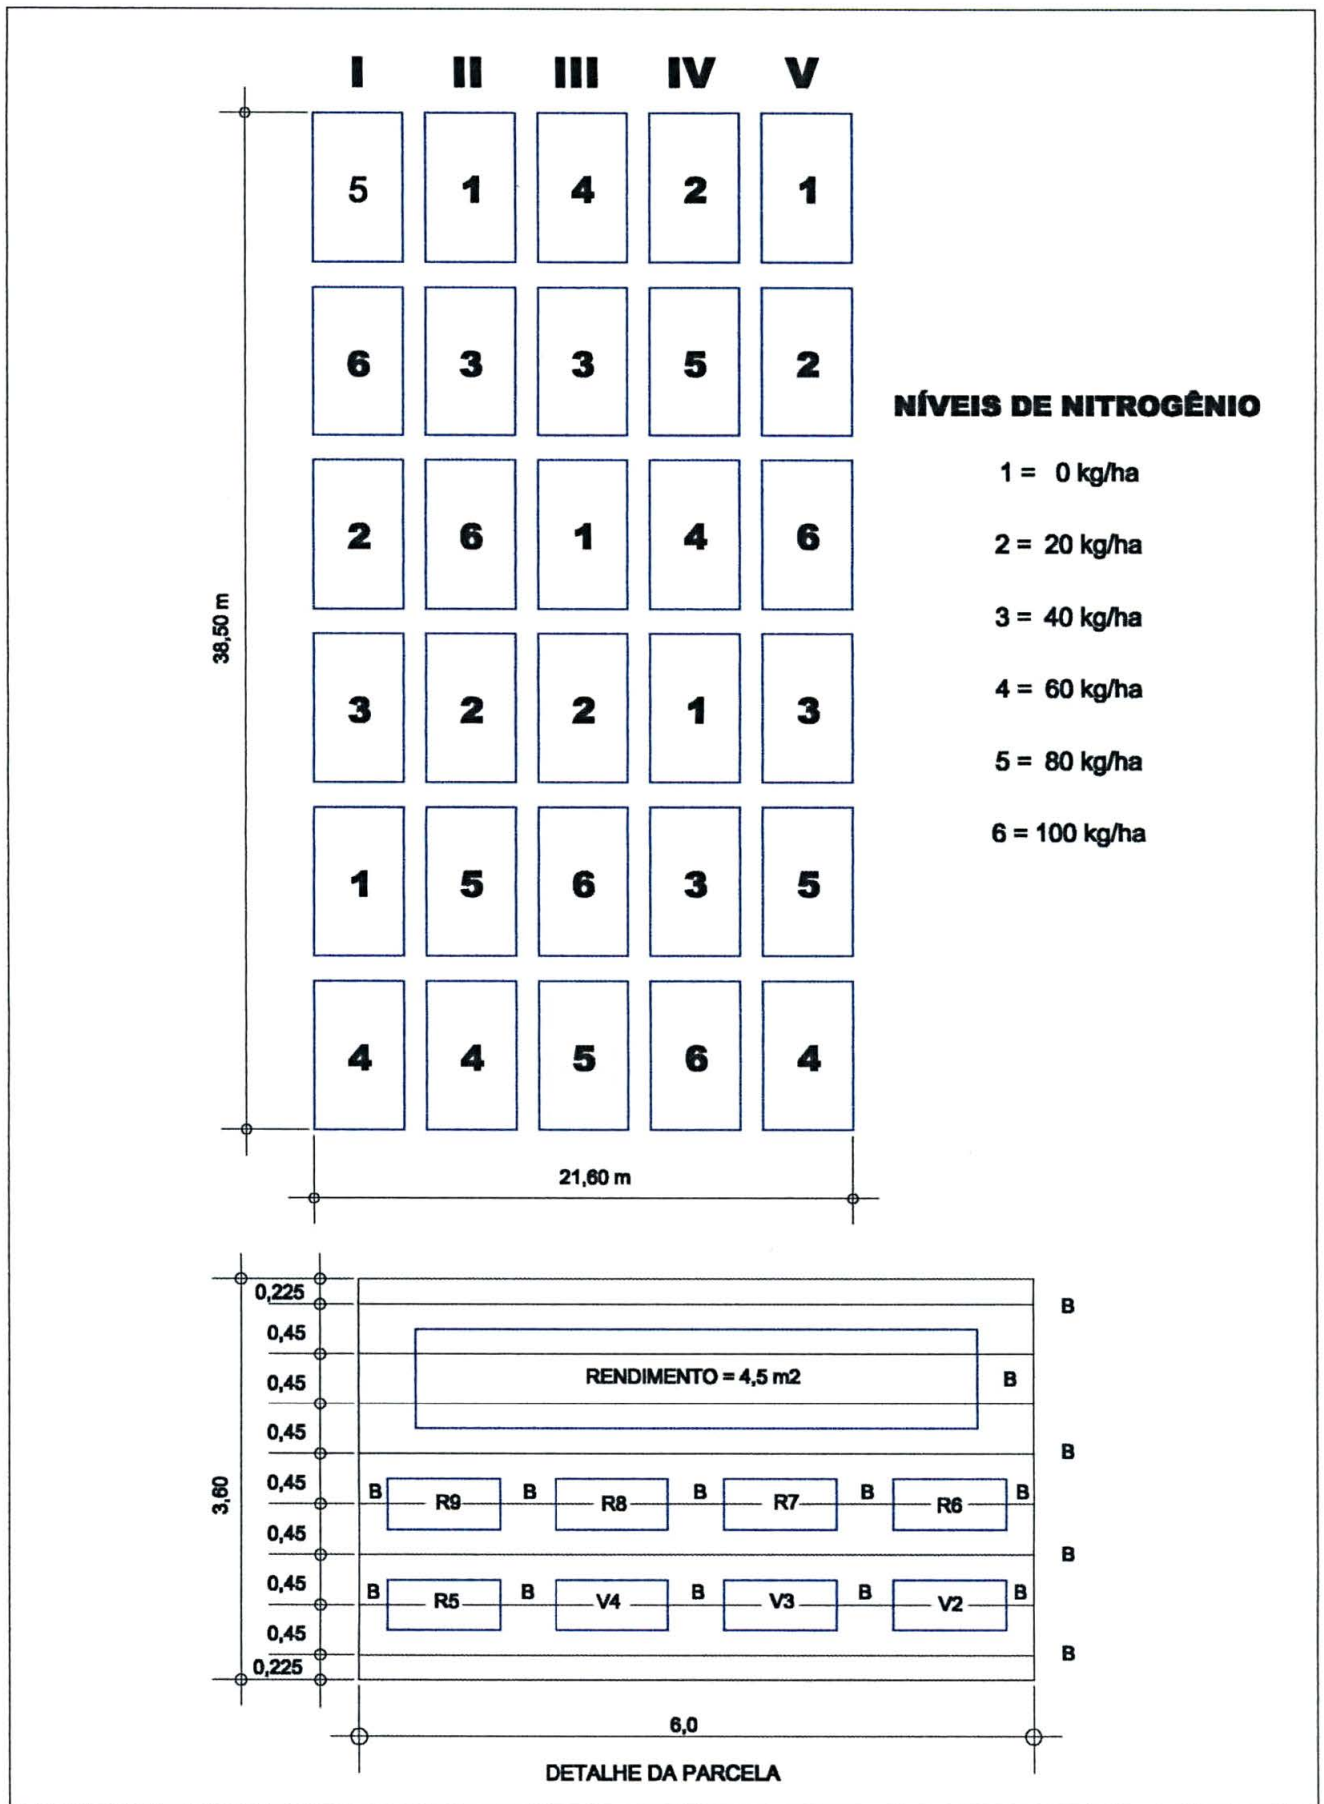 I II III IV V
5 1 4 2 1
6 3 3 5 2
NÍVEIS DE NITROGÊNIO
1 = 0 kg/ha
2 6 1 4 6
2 = 20 kg/ha
38,50 m
3 = 40 kg/ha
3 2 2 1 3
4 = 60 kg/ha
5 = 80 kg/ha
6 = 100 kg/ha
1 5 6 3 5
4 4 5 6 4
21,60 m
0,225
B
0,45
RENDIMENTO = 4,5 m2
0,45
B
0,45
B
3,60
0,45
B R9 B R8 B R7 B R6 B
0,45
B
0,45
B R5 B V4 B V3 B V2 B
0,45
B
0,225
6,0
DETALHE DA PARCELA